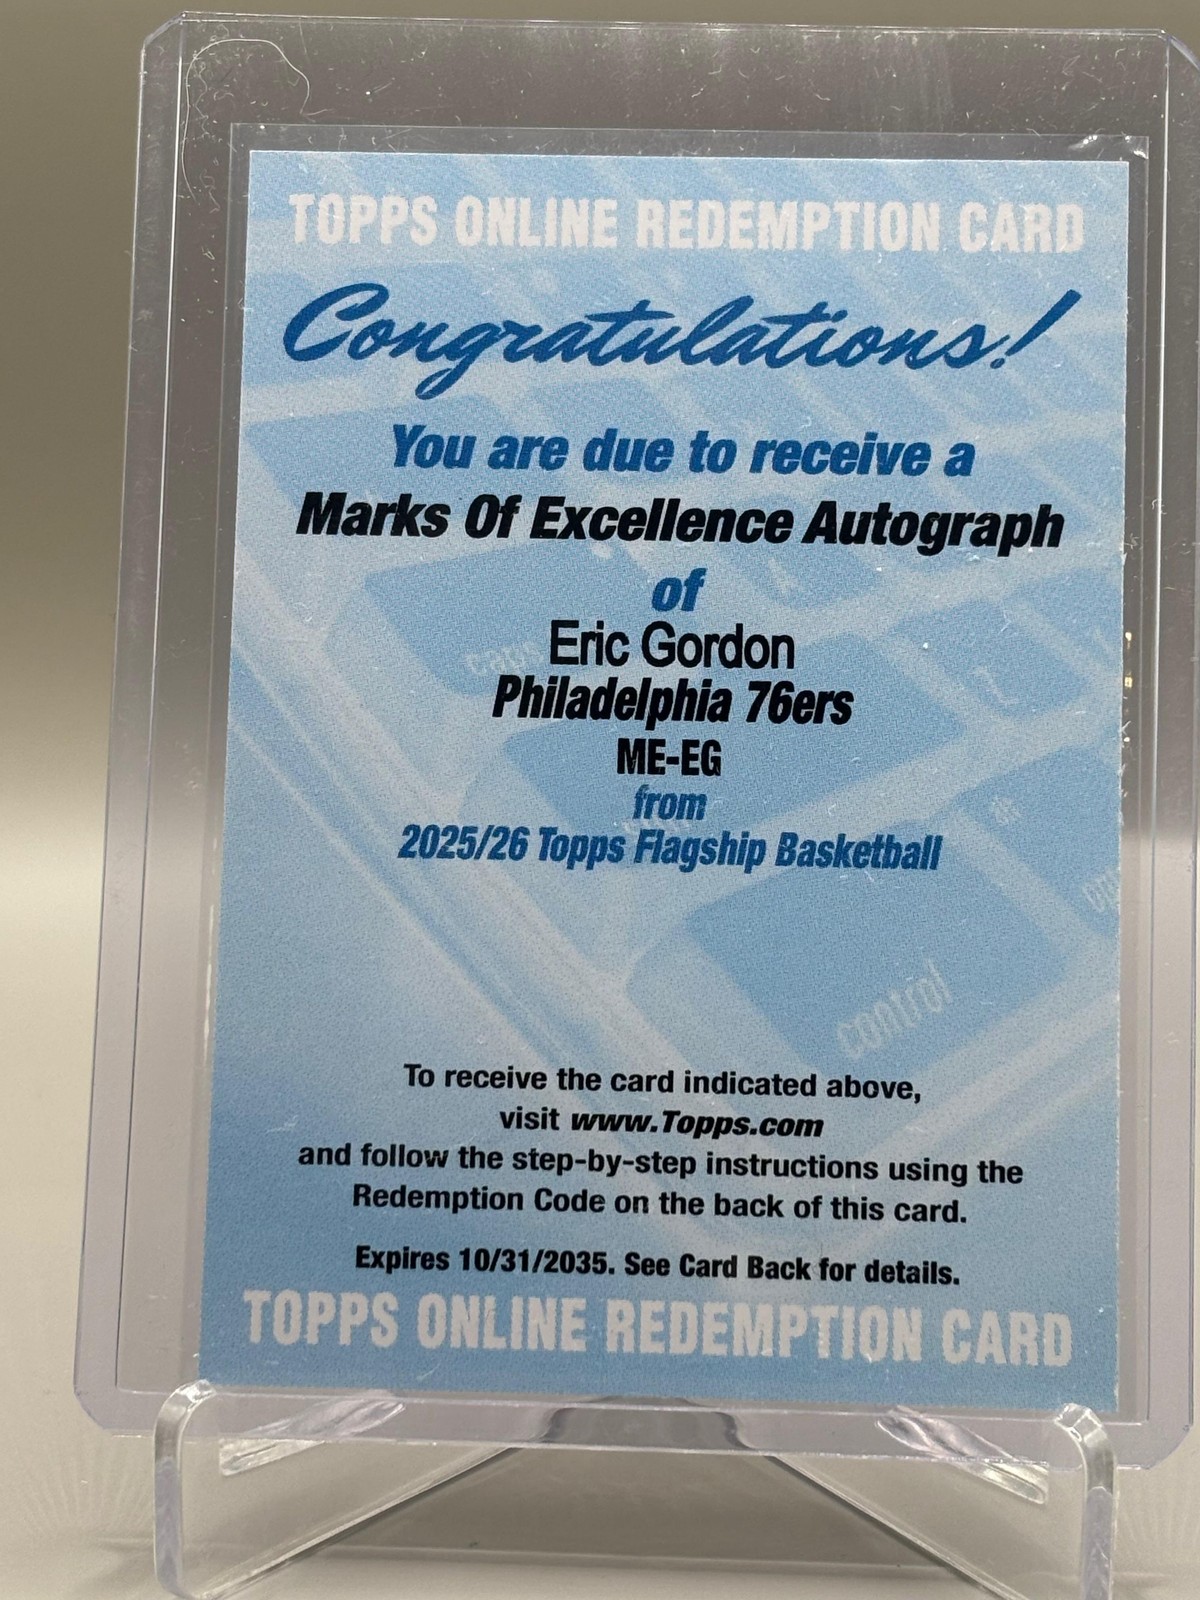 TOPPS ONLINE REDEMPTION CARD
Congratulations!
You are due to receive a
Marks Of Excellence Autograph
of
Eric Gordon
Philadelphia 76ers
ME-EG
from
2025/26 Topps Flagship Basketball
control
To receive the card indicated above,
visit www.Topps.com
and follow the step-by-step instructions using the
Redemption Code on the back of this card.
Expires 10/31/2035. See Card Back for details.
TOPPS ONLINE REDEMPTION CARD